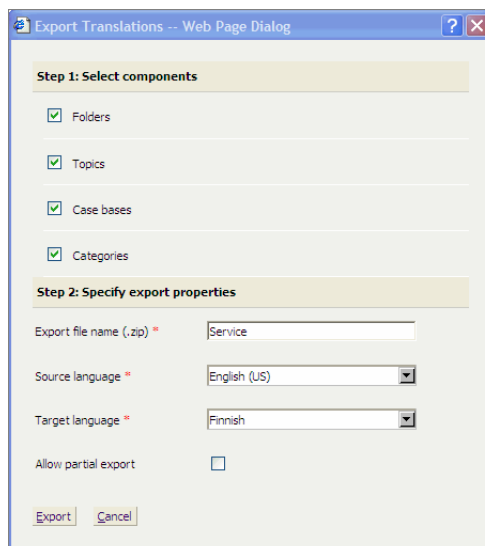 Export Translations -- Web Page Dialog
Step 1: Select components
Folders
Topics
Case bases
Categories
Step 2: Specify export properties
Export file name (.zip) * Service
Source language * English (US)
Target language * Finnish
Allow partial export
Export Cancel